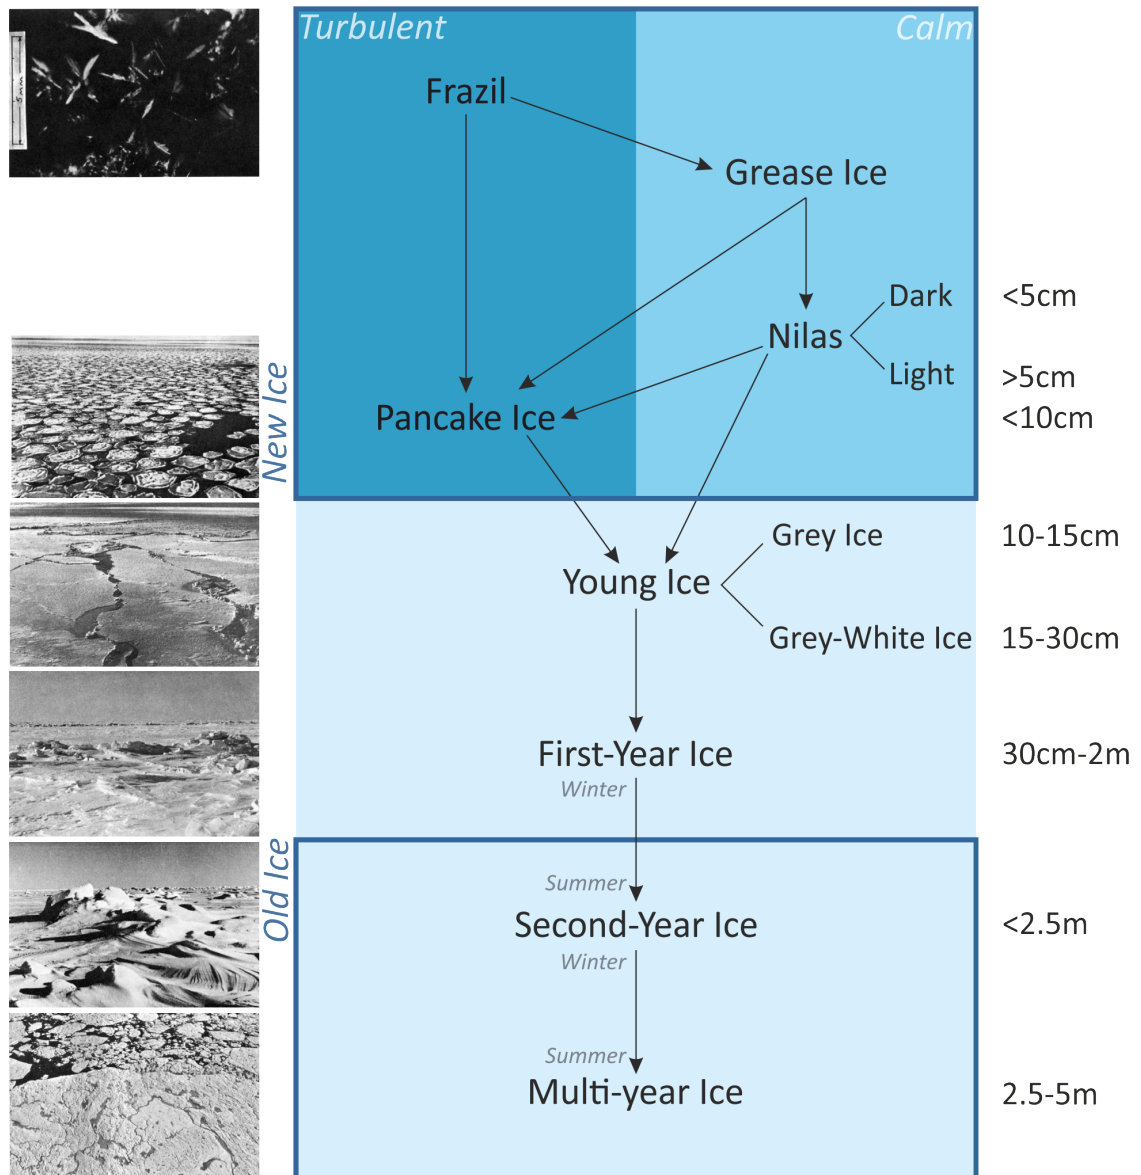 5mm
Turbulent
Calm
Frazil
Grease Ice
Dark
<5cm
Nilas
Light
>5cm
Pancake Ice
<10cm
New Ice
Grey Ice
10-15cm
Young Ice
Grey-White Ice
15-30cm
First-Year Ice
30cm-2m
Winter
Old Ice
Summer
Second-Year Ice
<2.5m
Winter
Summer
Multi-year Ice
2.5-5m